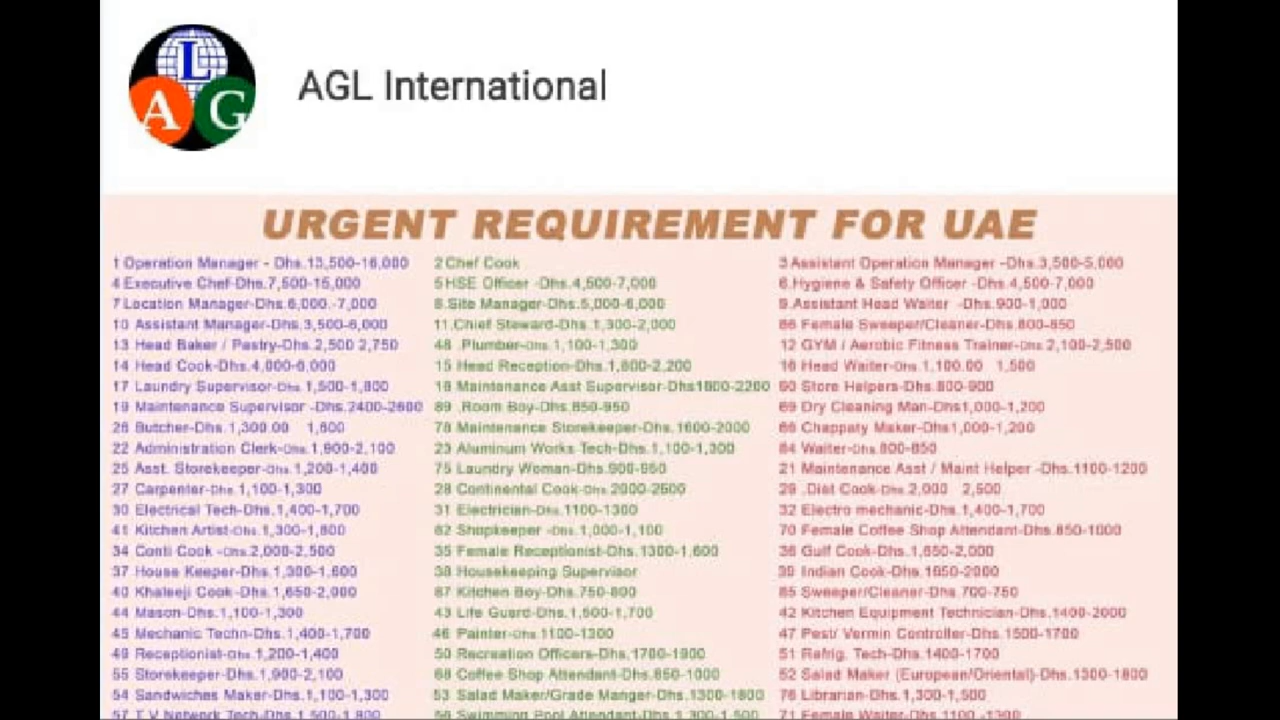 L
A G
AGL International
URGENT REQUIREMENT FOR UAE
1 Operation Manager - Dhs.13,500-16,000 2 Chef Cook 3 Assistant Operation Manager -Dhs.3,500-5,000
4 Executive Chef-Dhs.7,500-15,000 5 HSE Officer -Dhs.4,500-7,000 6.Hygiene & Safety Officer -Dhs.4,500-7,000
7 Location Manager-Dhs.6,000.-7,000 8.Site Manager-Dhs.5,000-6,000 9.Assistant Head Waiter -Dhs.900-1,000
10 Assistant Manager-Dhs.3,500-6,000 11.Chief Steward-Dhs.1,300-2,000 86 Female Sweeper/Cleaner-Dhs.800-850
13 Head Baker / Pastry-Dhs.2,500 2,750 48 .Plumber-Dhs.1,100-1,300 12 GYM / Aerobic Fitness Trainer-Dhs.2,100-2,500
14 Head Cook-Dhs.4,000-6,000 15 Head Reception-Dhs.1,800-2,200 16 Head Waiter-Dhs.1,100.00 1,500
17 Laundry Supervisor-Dhs.1,500-1,800 18 Maintenance Asst Supervisor-Dhs1800-2200 90 Store Helpers-Dhs.800-900
19 Maintenance Supervisor -Dhs.2400-2600 89 .Room Boy-Dhs.850-950 69 Dry Cleaning Man-Dhs1,000-1,200
26 Butcher-Dhs.1,300.00 1,600 78 Maintenance Storekeeper-Dhs.1600-2000 66 Chappaty Maker-Dhs1,000-1,200
22 Administration Clerk-Dhs.1,900-2,100 23 Aluminum Works Tech-Dhs.1,100-1,300 84 Waiter-Dhs.800-850
25 Asst. Storekeeper-Dhs.1,200-1,400 75 Laundry Woman-Dhs.900-950 21 Maintenance Asst / Maint Helper -Dhs.1100-1200
27 Carpenter-Dhs.1,100-1,300 28 Continental Cook-Dhs.2000-2500 29 .Diet Cook-Dhs.2,000 2,500
30 Electrical Tech-Dhs.1,400-1,700 31 Electrician-Dhs.1100-1300 32 Electro mechanic-Dhs.1,400-1,700
41 Kitchen Artist-Dhs.1,300-1,800 82 Shopkeeper -Dhs.1,000-1,100 70 Female Coffee Shop Attendant-Dhs.850-1000
34 Conti Cook -Dhs.2,000-2,500 35 Female Receptionist-Dhs.1300-1,600 36 Gulf Cook-Dhs.1,650-2,000
37 House Keeper-Dhs.1,300-1,600 38 Housekeeping Supervisor 39 Indian Cook-Dhs.1650-2000
40 Khaleeji Cook-Dhs.1,650-2,000 87 Kitchen Boy-Dhs.750-800 85 Sweeper/Cleaner-Dhs.700-750
44 Mason-Dhs.1,100-1,300 43 Life Guard-Dhs.1,500-1,700 42 Kitchen Equipment Technician-Dhs.1400-2000
45 Mechanic Techn-Dhs.1,400-1,700 46 Painter-Dhs.1100-1300 47 Pest/ Vermin Controller-Dhs.1500-1700
49 Receptionist-Dhs.1,200-1,400 50 Recreation Officers-Dhs.1700-1900 51 Refrig. Tech-Dhs.1400-1700
55 Storekeeper-Dhs.1,900-2,100 68 Coffee Shop Attendant-Dhs.850-1000 52 Salad Maker (European/Oriental)-Dhs.1300-1800
54 Sandwiches Maker-Dhs.1,100-1,300 53 Salad Maker/Grade Manger-Dhs.1300-1800 76 Librarian-Dhs.1,300-1,500
57 T.V Network Tech-Dhs.1,500-1,800 56 Swimming Pool Attendant-Dhs.1,300-1,500 71 Female Waiter-Dhs.1100 -1300